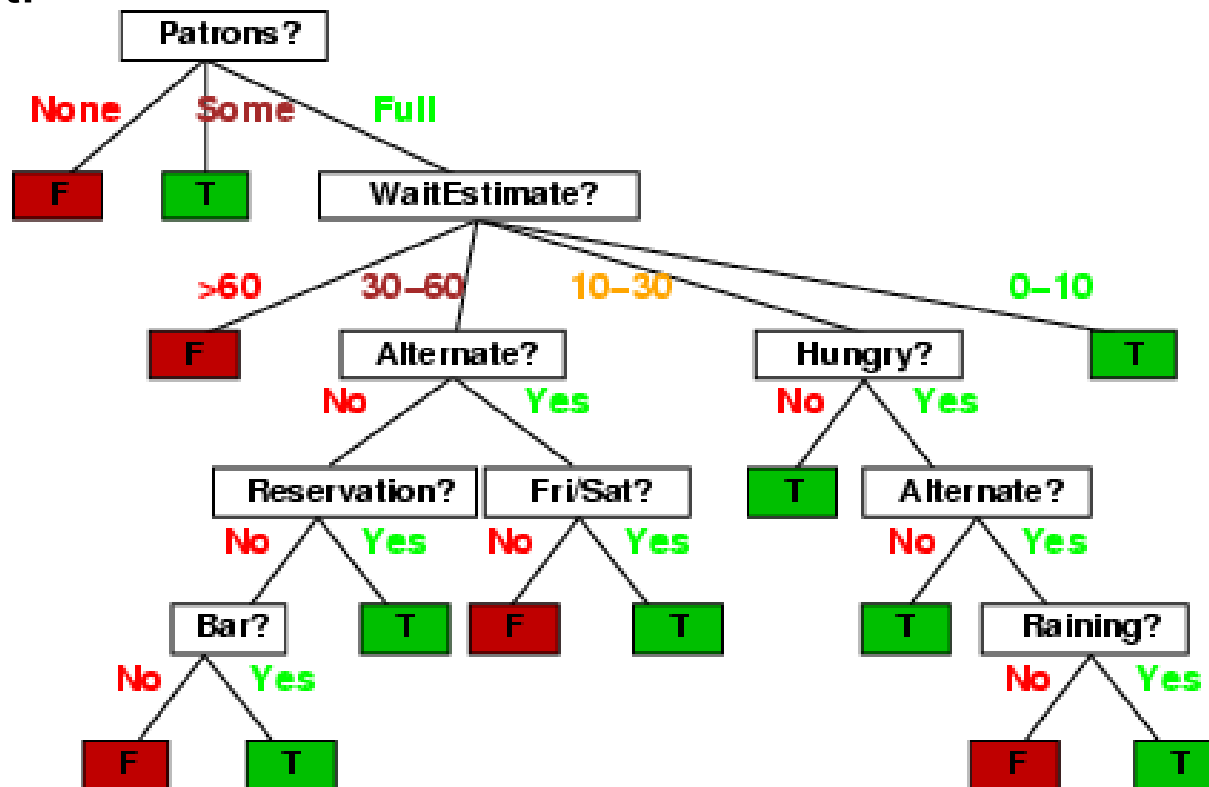 Patrons?
None Some Full
F T WaitEstimate?
>60 30–60 10–30 0–10
F Alternate? Hungry? T
No Yes No Yes
Reservation? Fri/Sat? T Alternate?
No Yes No Yes No Yes
Bar? T F T T Raining?
No Yes No Yes
F T F T